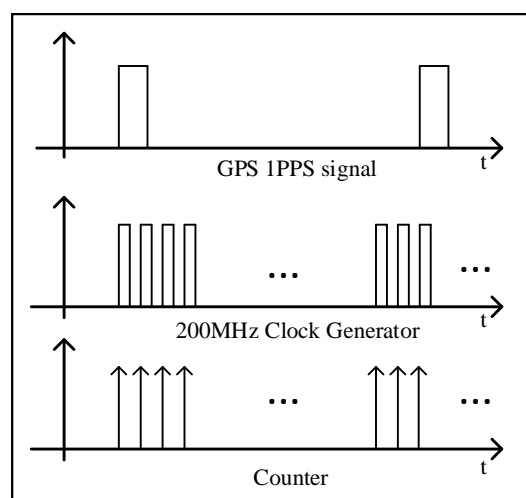 t
GPS 1PPS signal
...
...
t
200MHz Clock Generator
...
...
t
Counter